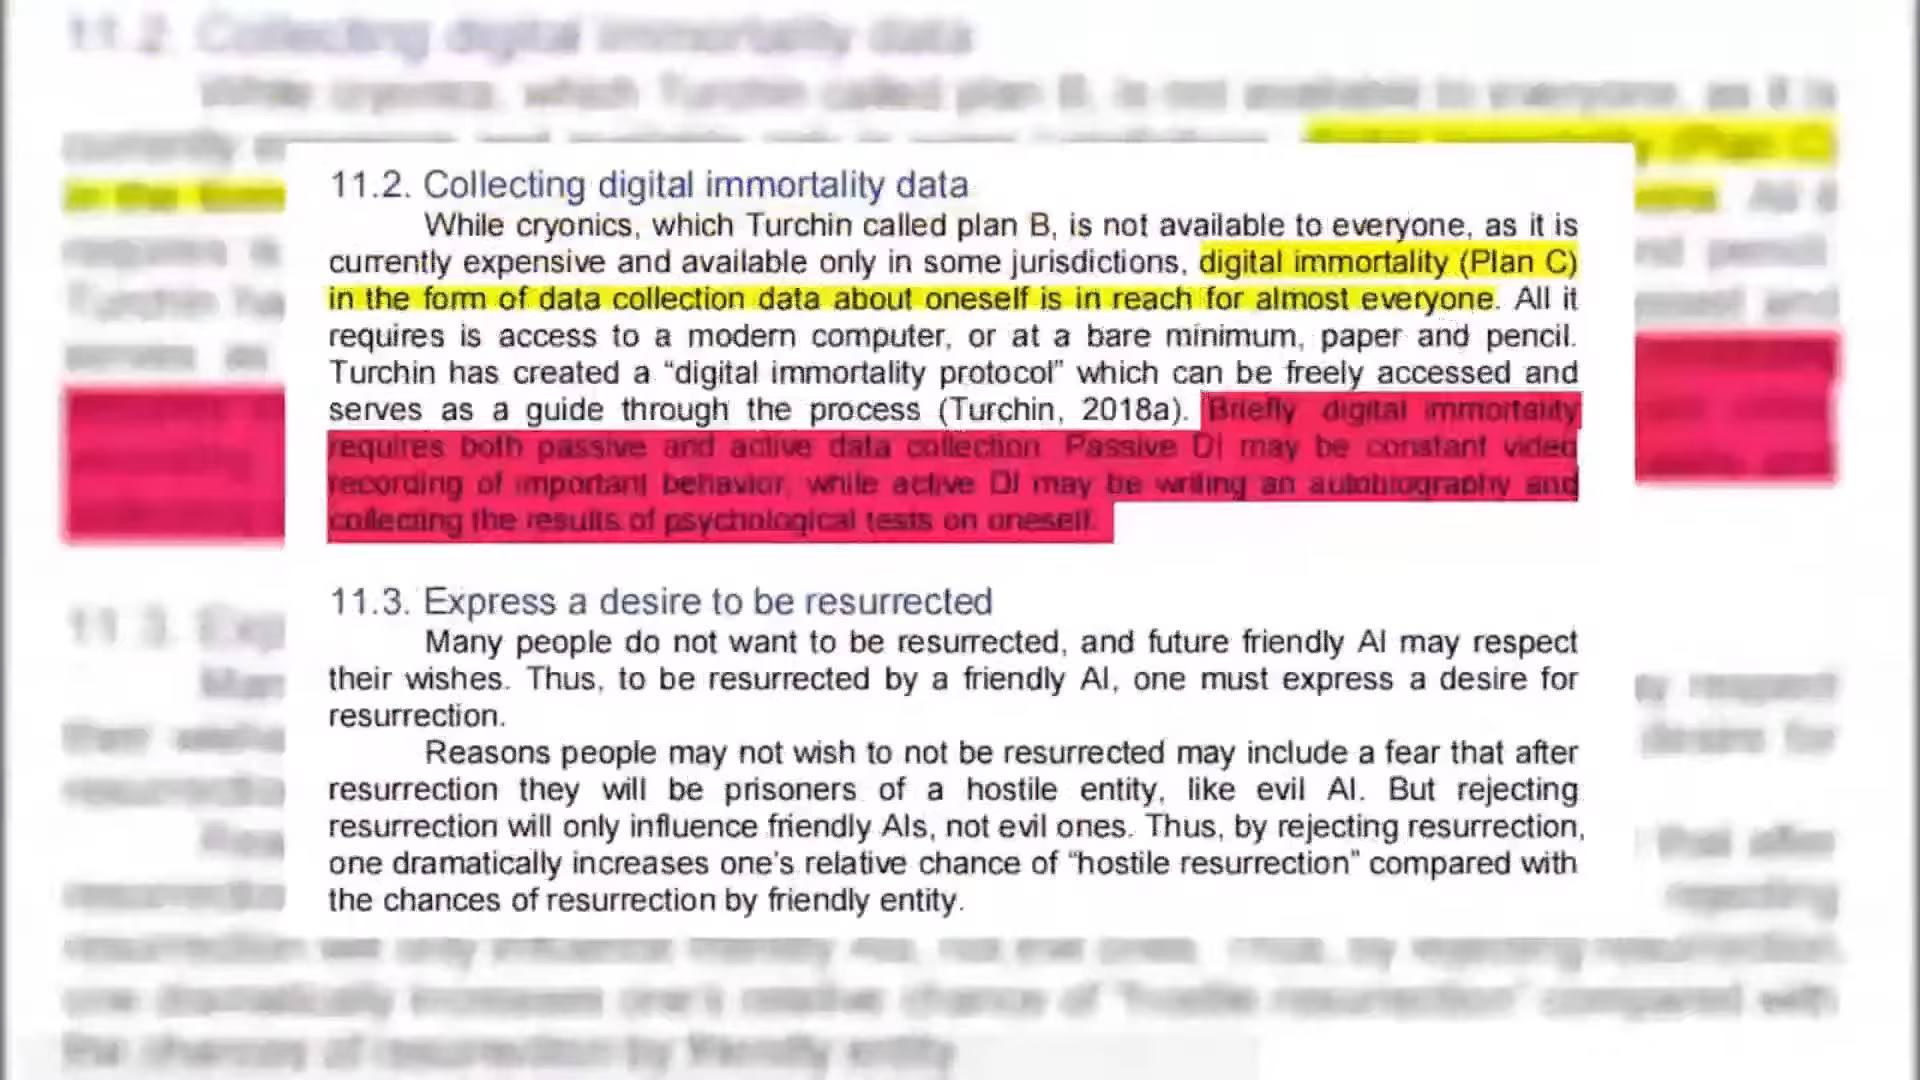 11.2. Collecting digital immortality data
While cryonics, which Turchin called plan B, is not available to everyone, as it is
currently expensive and available only in some jurisdictions, digital immortality (Plan C)
in the form of data collection data about oneself is in reach for almost everyone. All it
requires is access to a modern computer, or at a bare minimum, paper and pencil.
Turchin has created a “digital immortality protocol” which can be freely accessed and
serves as a guide through the process (Turchin, 2018a). Briefly digital immortality
requires both passive and active data collection. Passive DI may be constant video
recording of important behavior, while active DI may be writing an autobiography and
collecting the results of psychological tests on oneself.
11.3. Express a desire to be resurrected
Many people do not want to be resurrected, and future friendly AI may respect
their wishes. Thus, to be resurrected by a friendly AI, one must express a desire for
resurrection.
Reasons people may not wish to not be resurrected may include a fear that after
resurrection they will be prisoners of a hostile entity, like evil AI. But rejecting
resurrection will only influence friendly AIs, not evil ones. Thus, by rejecting resurrection,
one dramatically increases one’s relative chance of “hostile resurrection” compared with
the chances of resurrection by friendly entity.